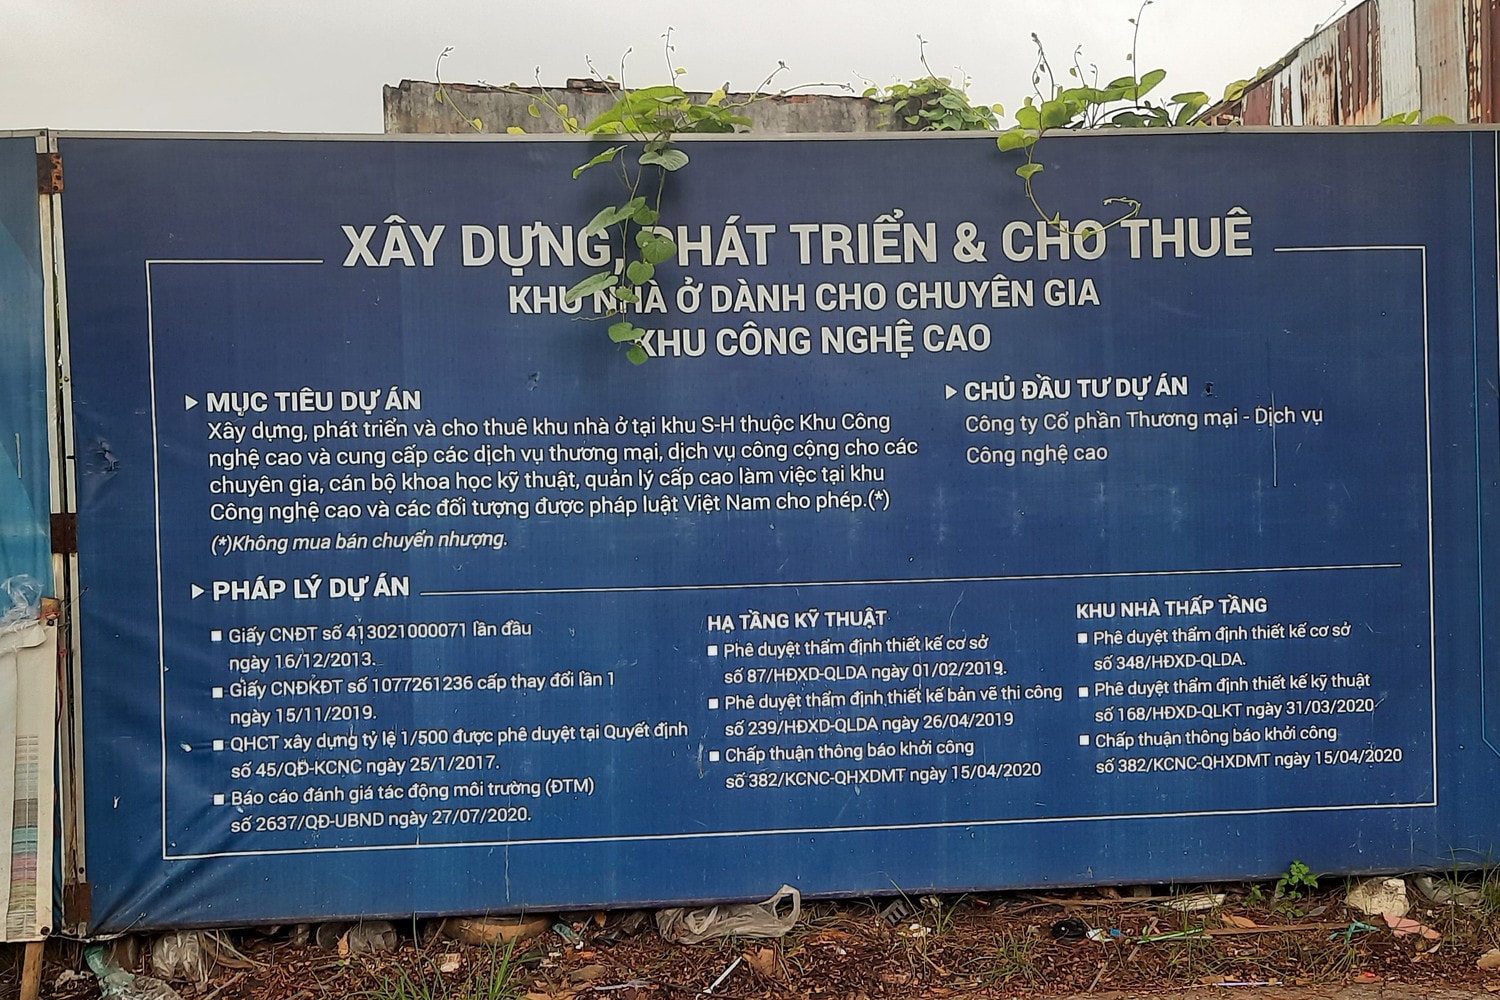 XÂY DỰNG, PHÁT TRIỂN & CHO THUÊ
KHU NHÀ Ở DÀNH CHO CHUYÊN GIA
KHU CÔNG NGHỆ CAO
MỤC TIÊU DỰ ÁN
Xây dựng, phát triển và cho thuê khu nhà ở tại khu S-H thuộc Khu Công
nghệ cao và cung cấp các dịch vụ thương mại, dịch vụ công cộng cho các
chuyên gia, cán bộ khoa học kỹ thuật, quản lý cấp cao làm việc tại khu
Công nghệ cao và các đối tượng được pháp luật Việt Nam cho phép.(*)
(*)Không mua bán chuyển nhượng.
CHỦ ĐẦU TƯ DỰ ÁN
Công ty Cổ phần Thương mại - Dịch vụ
Công nghệ cao
PHÁP LÝ DỰ ÁN
Giấy CNĐT số 413021000071 lần đầu
ngày 16/12/2013.
Giấy CNĐKĐT số 1077261236 cấp thay đổi lần 1
ngày 15/11/2019.
QHCT xây dựng tỷ lệ 1/500 được phê duyệt tại Quyết định
số 45/QĐ-KCNC ngày 25/1/2017.
Báo cáo đánh giá tác động môi trường (ĐTM)
số 2637/QĐ-UBND ngày 27/07/2020.
HẠ TẦNG KỸ THUẬT
Phê duyệt thẩm định thiết kế cơ sở
số 87/HĐXD-QLDA ngày 01/02/2019.
Phê duyệt thẩm định thiết kế bản vẽ thi công
số 239/HĐXD-QLDA ngày 26/04/2019
Chấp thuận thông báo khởi công
số 382/KCNC-QHXDMT ngày 15/04/2020
KHU NHÀ THẤP TẦNG
Phê duyệt thẩm định thiết kế cơ sở
số 348/HĐXD-QLDA.
Phê duyệt thẩm định thiết kế kỹ thuật
số 168/HĐXD-QLKT ngày 31/03/2020
Chấp thuận thông báo khởi công
số 382/KCNC-QHXDMT ngày 15/04/2020